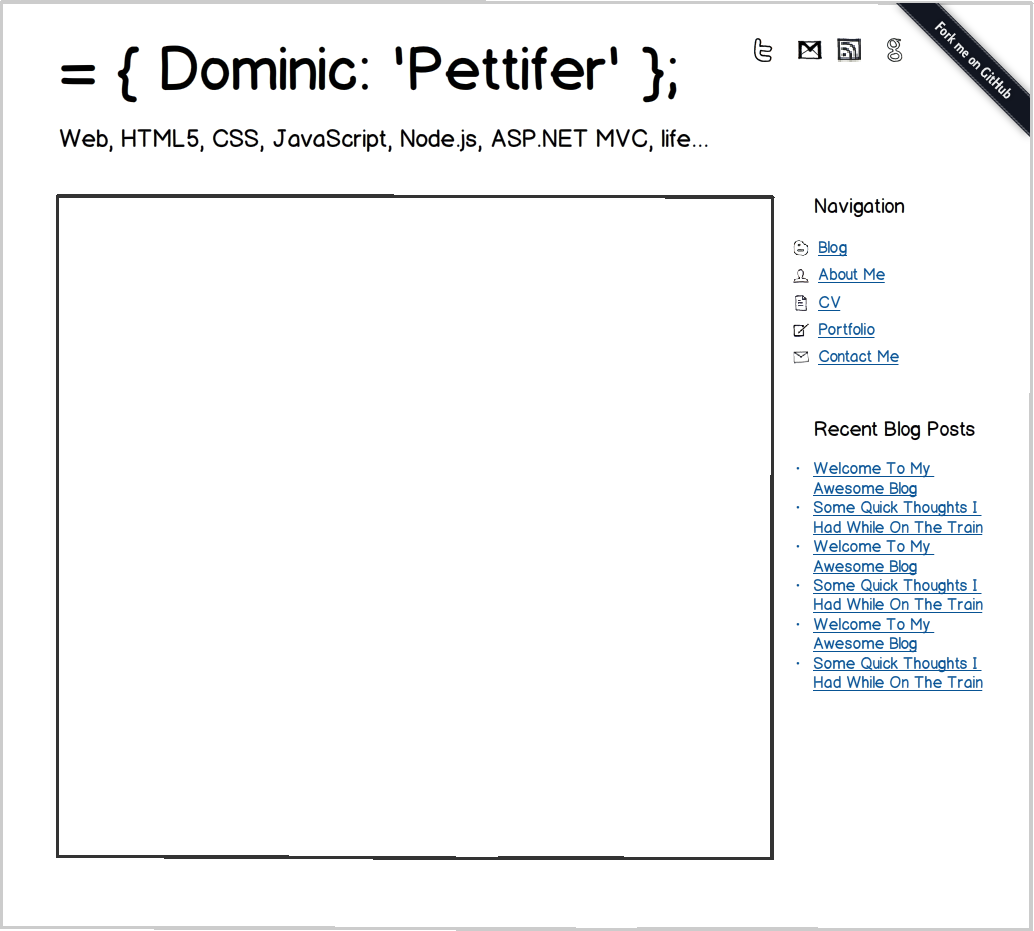 = { Dominic: 'Pettifer' };
Fork me on GitHub
Web, HTML5, CSS, JavaScript, Node.js, ASP.NET MVC, life...
Navigation
Blog
About Me
CV
Portfolio
Contact Me
Recent Blog Posts
• Welcome To My
Awesome Blog
• Some Quick Thoughts I
Had While On The Train
• Welcome To My
Awesome Blog
• Some Quick Thoughts I
Had While On The Train
• Welcome To My
Awesome Blog
• Some Quick Thoughts I
Had While On The Train